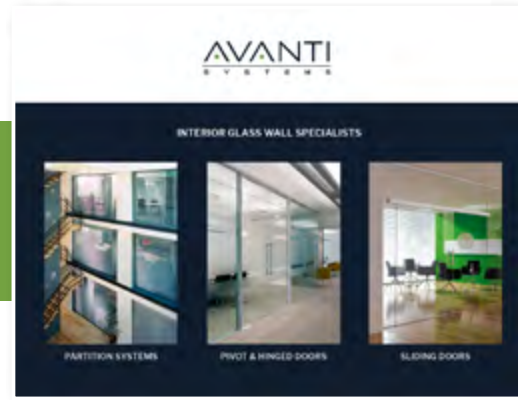 AVANTI
SYSTEMS
INTERIOR GLASS WALL SPECIALISTS
PARTITION SYSTEMS
PIVOT & HINGED DOORS
SLIDING DOORS